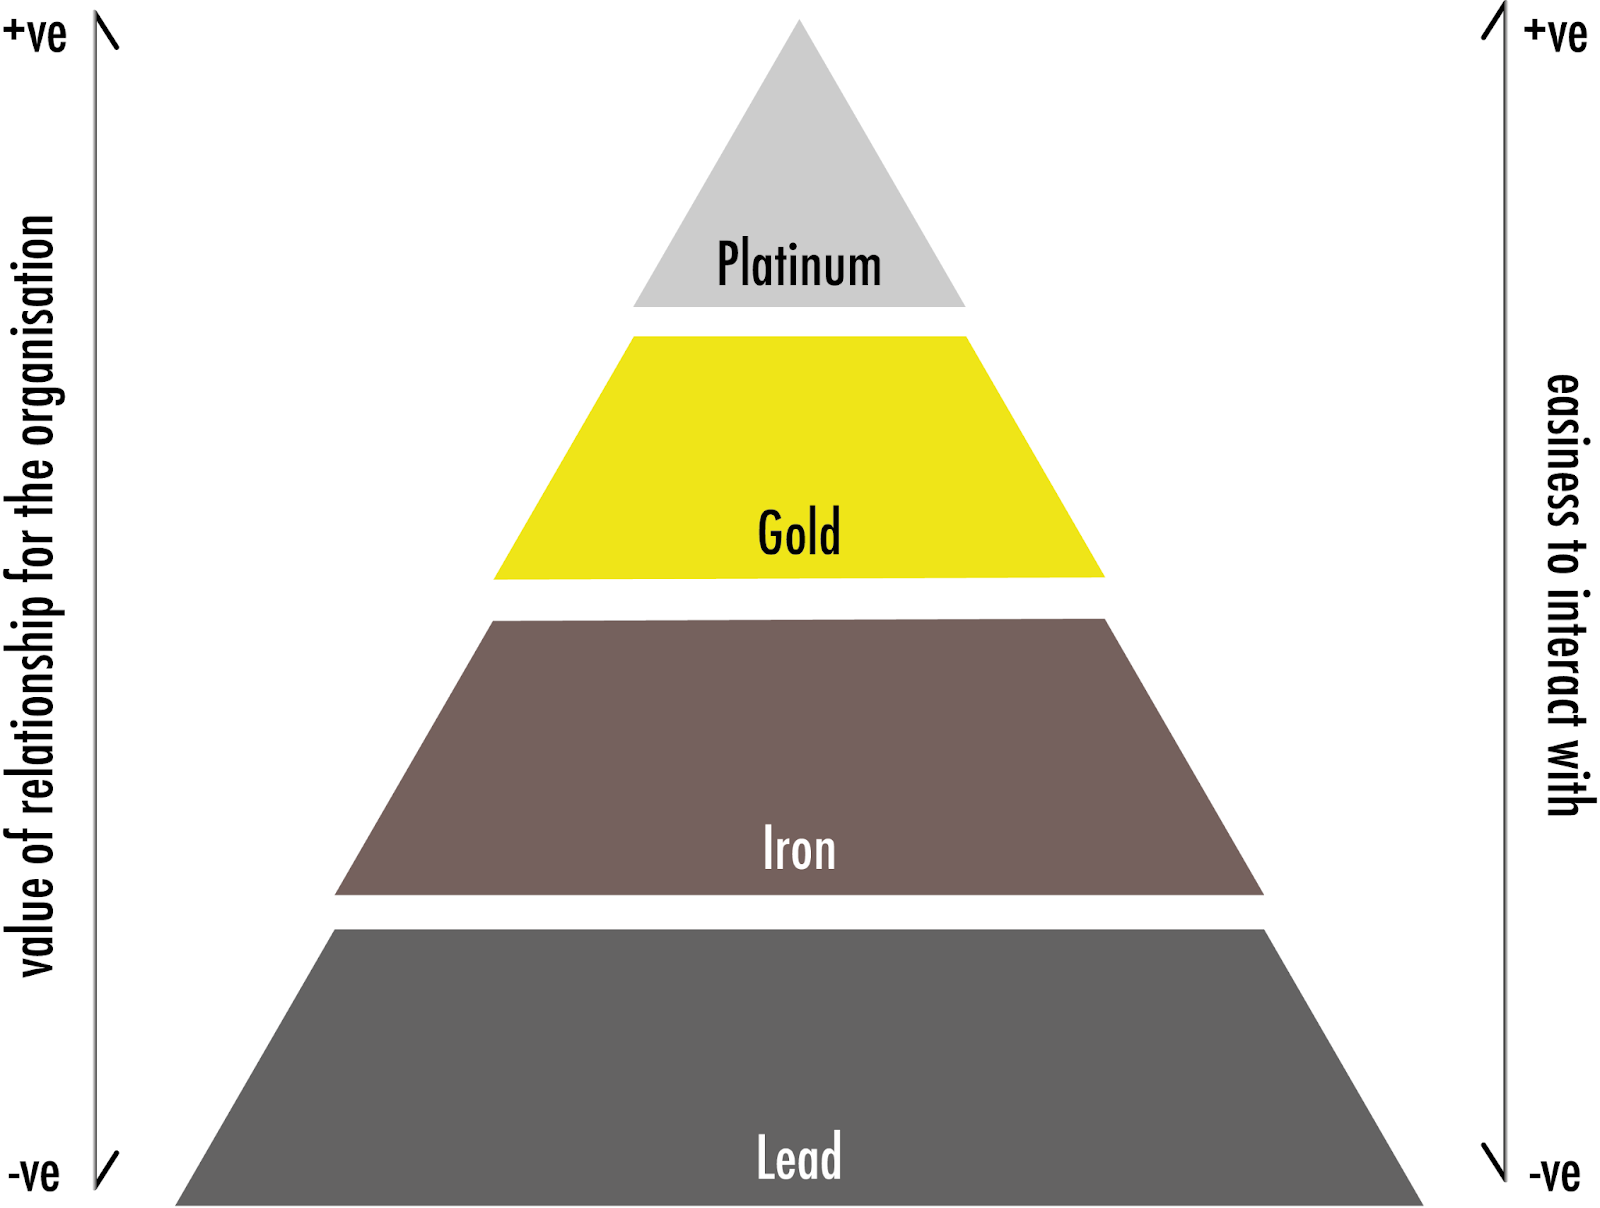 +ve
+ve
value of relationship for the organisation
easiness to interact with
Platinum
Gold
Iron
Lead
-ve
-ve